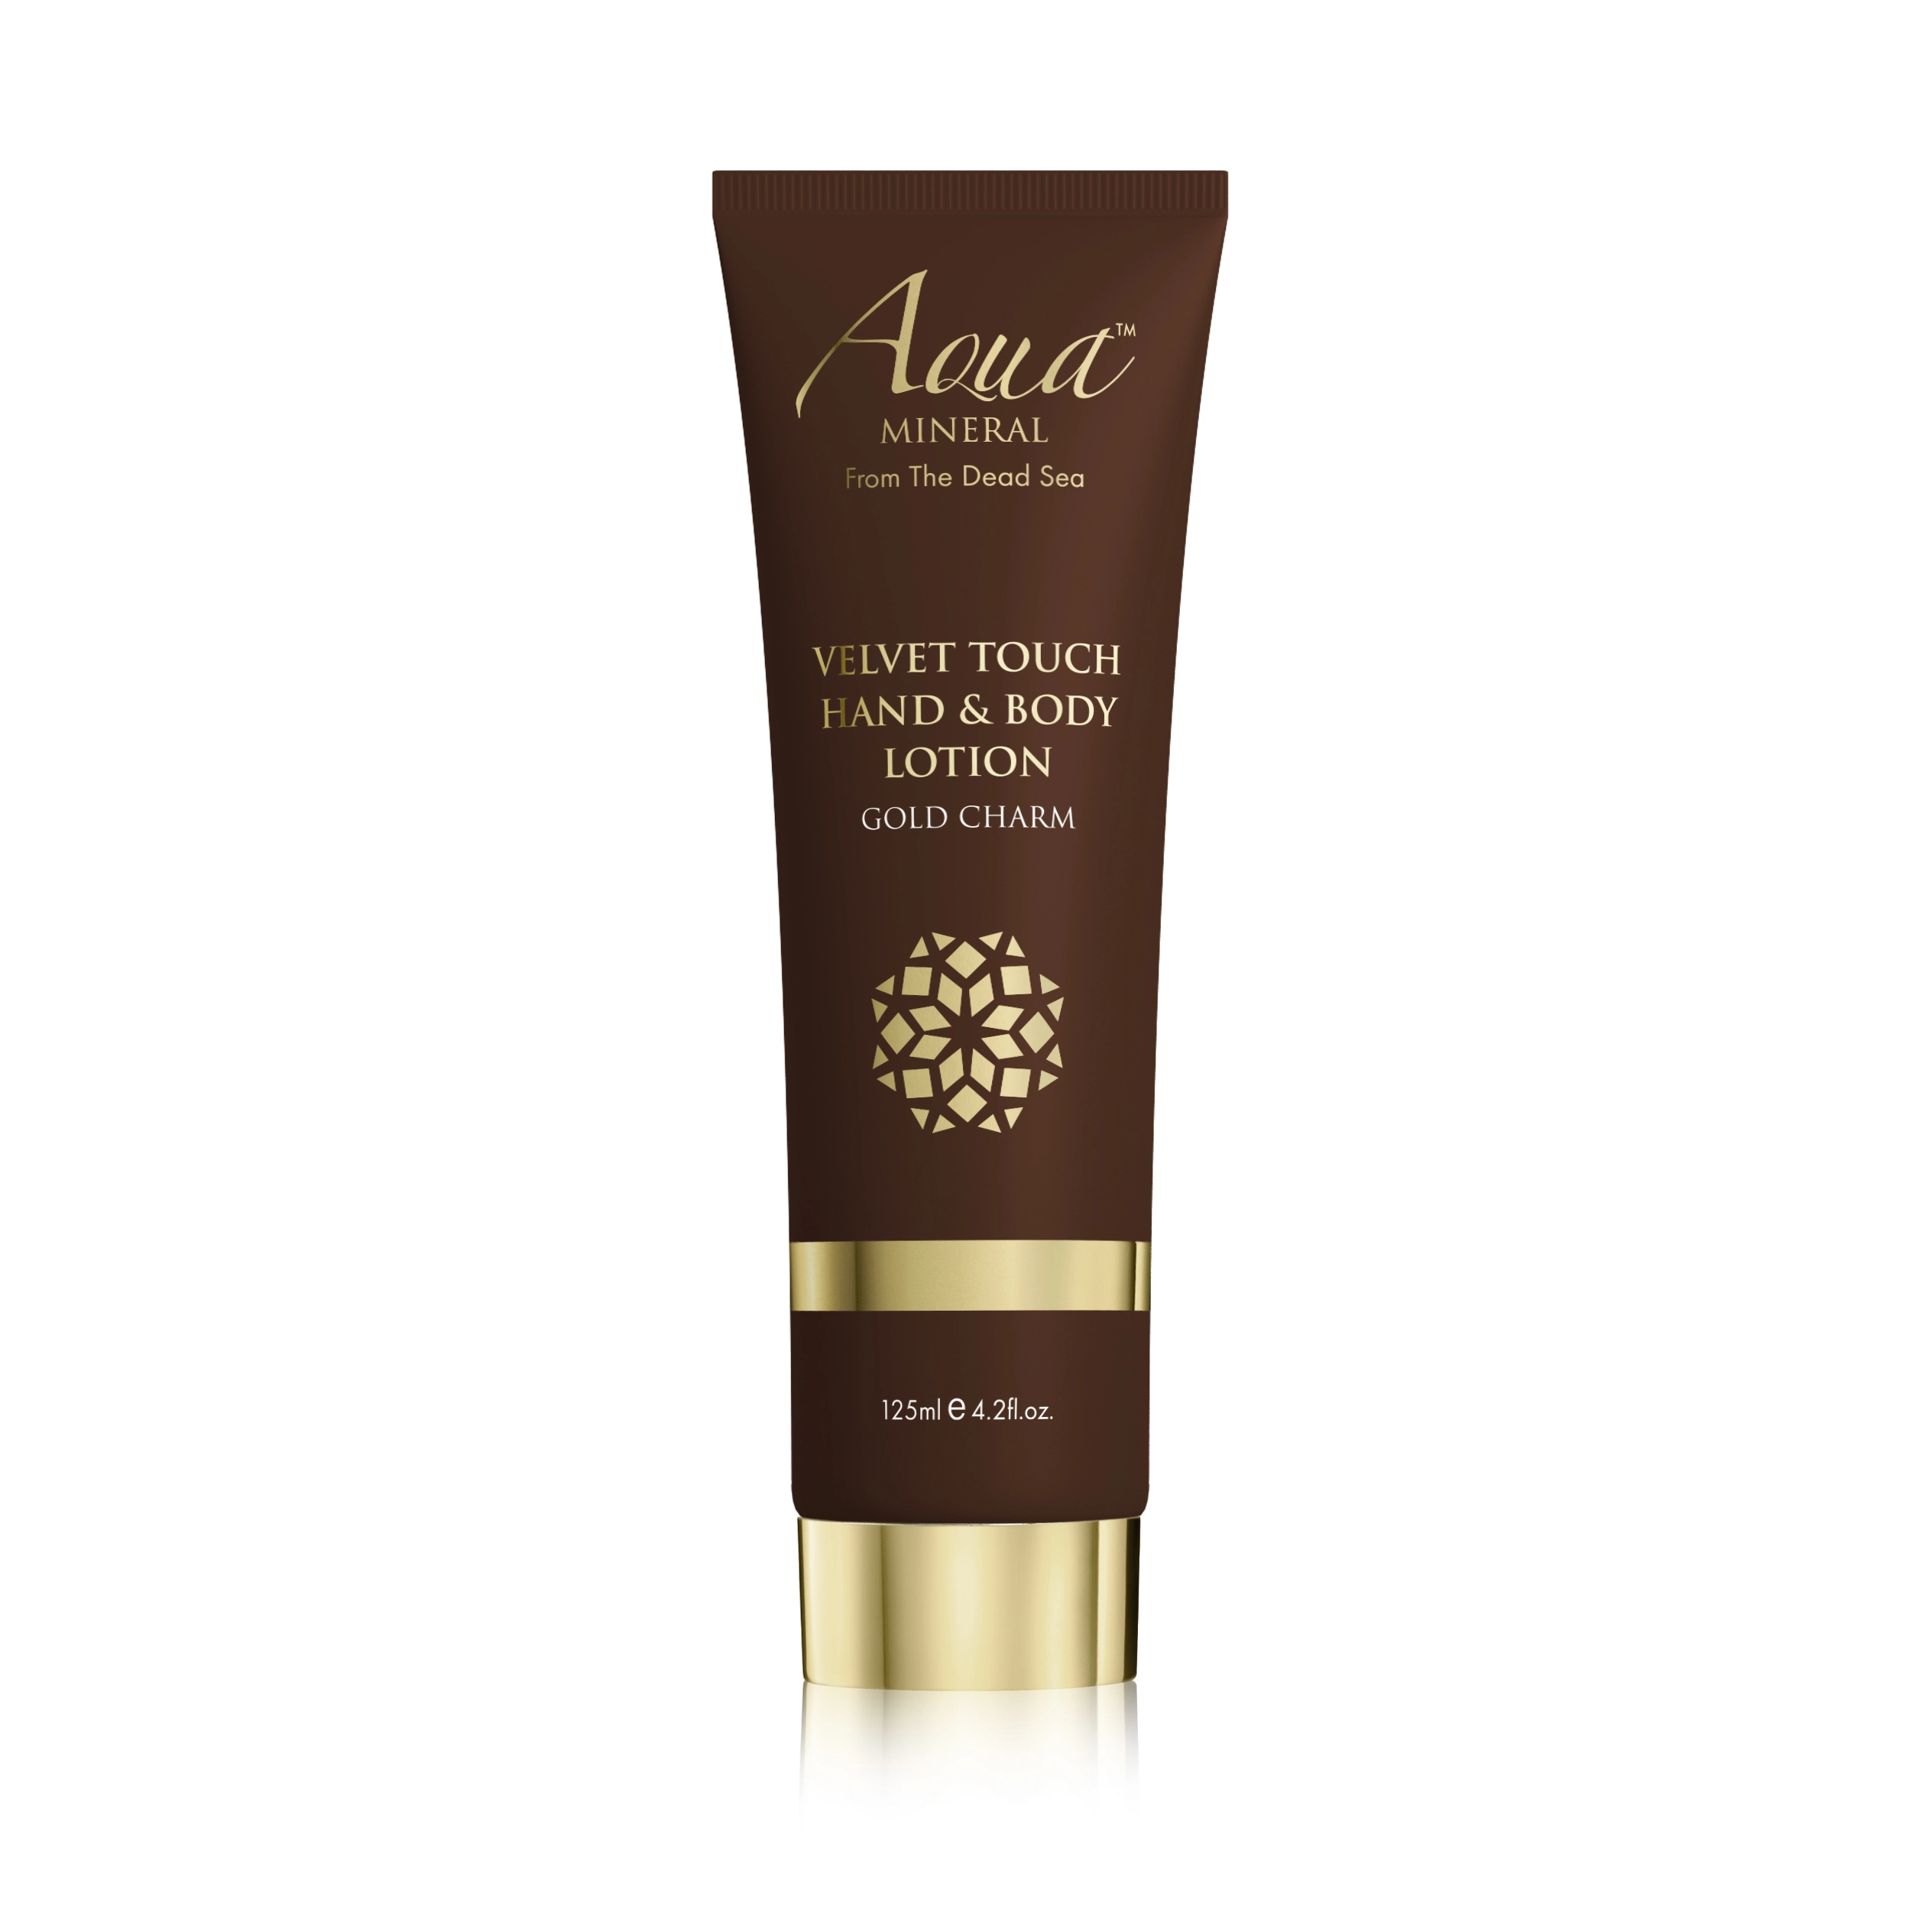 Aqua™
MINERAL
From The Dead Sea
VELVET TOUCH
HAND & BODY
LOTION
GOLD CHARM
125ml ℮ 4.2fl.oz.